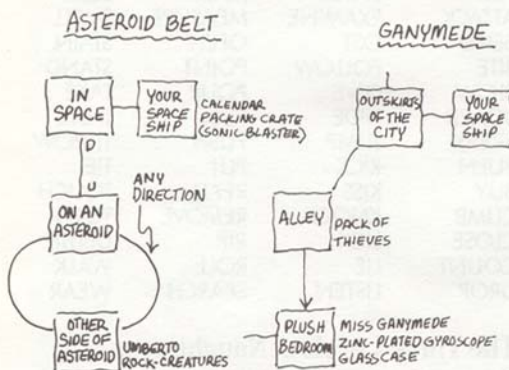 ASTEROID BELT
IN
SPACE
YOUR
SPACE
SHIP
CALENDAR
PACKING CRATE
(SONIC BLASTER)
D
U
ANY
DIRECTION
ON AN
ASTEROID
OTHER
SIDE OF
ASTEROID
UMBERTO
ROCK-CREATURES
GANYMEDE
OUTSKIRTS
OF THE
CITY
YOUR
SPACE
SHIP
ALLEY
PACK OF
THIEVES
PLUSH
BEDROOM
MISS GANYMEDE
ZINC-PLATED GYROSCOPE
GLASS CASE